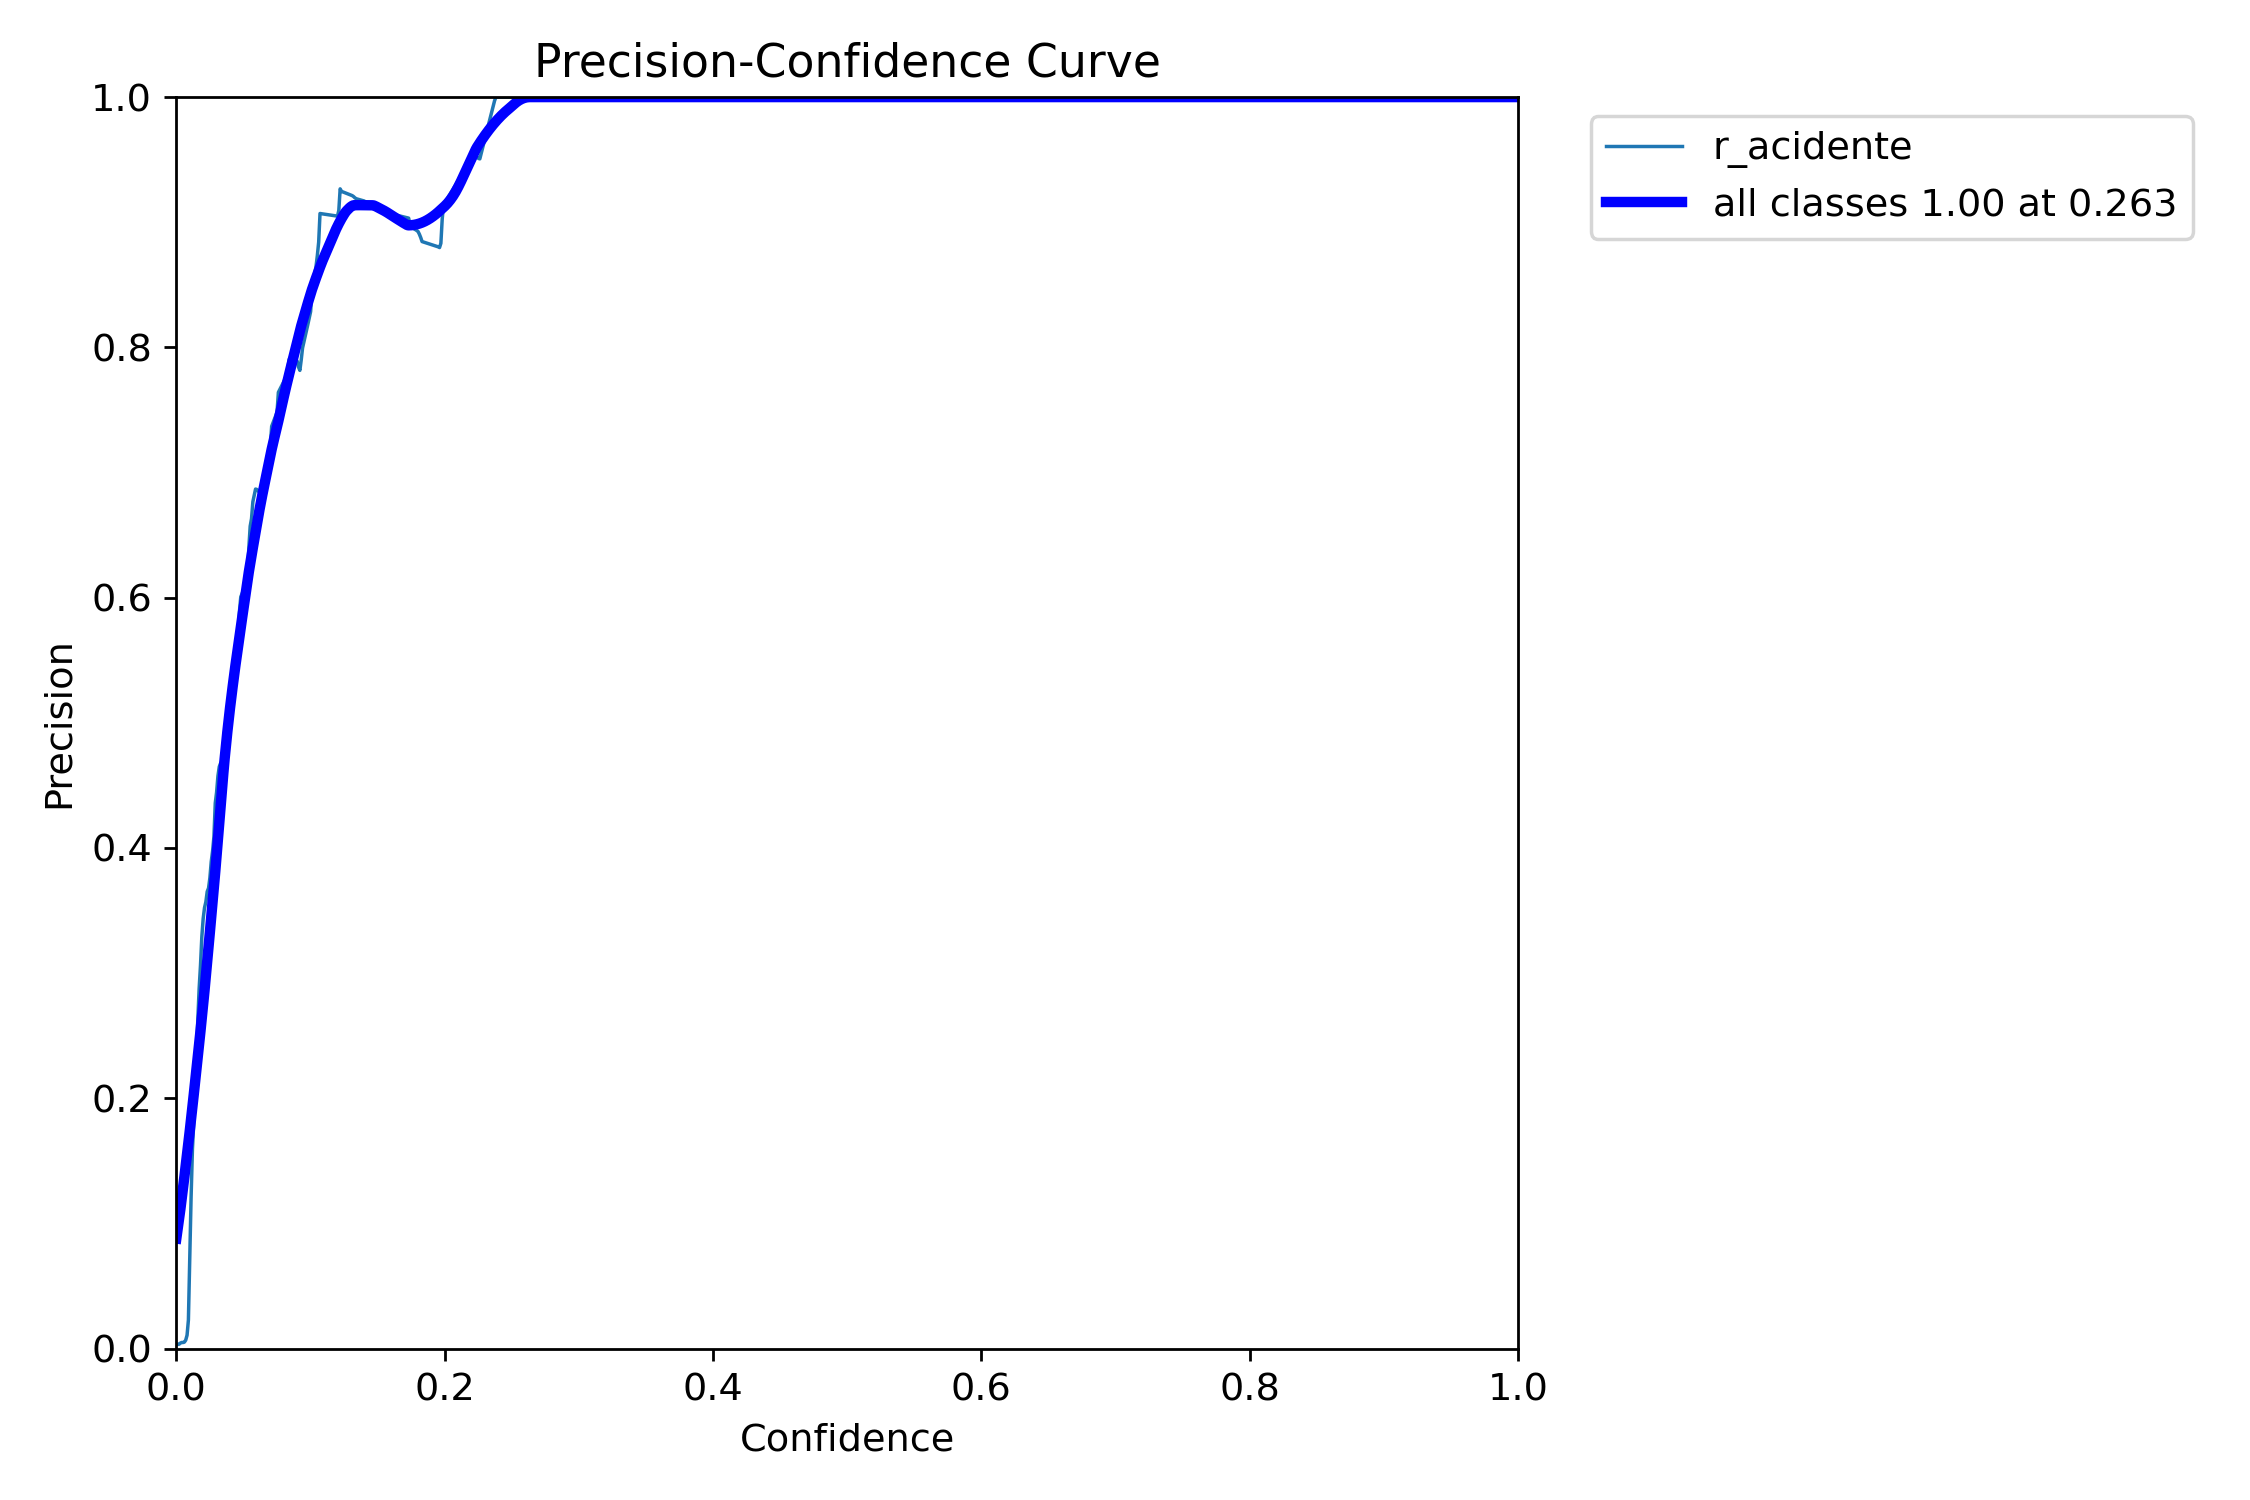 Precision-Confidence Curve
1.0
0.8
0.6
0.4
0.2
0.0
Precision
0.0 0.2 0.4 0.6 0.8 1.0
Confidence
r_acidente
all classes 1.00 at 0.263